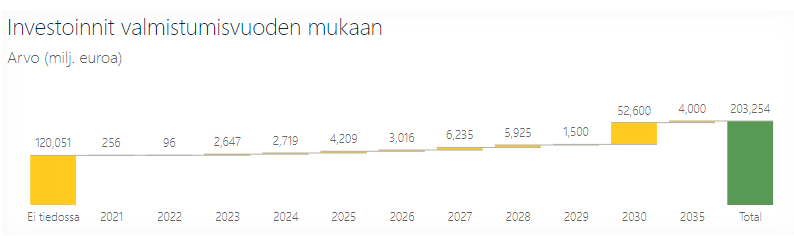 Investoinnit valmistumisvuoden mukaan
Arvo (milj. euroa)
120,051 256 96 2,647 2,719 4,209 3,016 6,235 5,925 1,500 52,600 4,000 203,254
Ei tiedossa 2021 2022 2023 2024 2025 2026 2027 2028 2029 2030 2035 Total